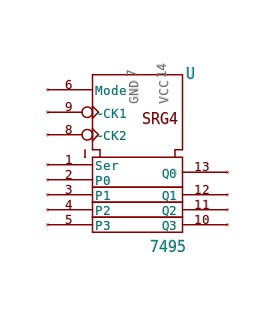 U
GND 7
VCC 14
6 Mode
SRG4
9 CK1
8 CK2
1 Ser
2 P0 Q0 13
3 P1 Q1 12
4 P2 Q2 11
5 P3 Q3 10
7495